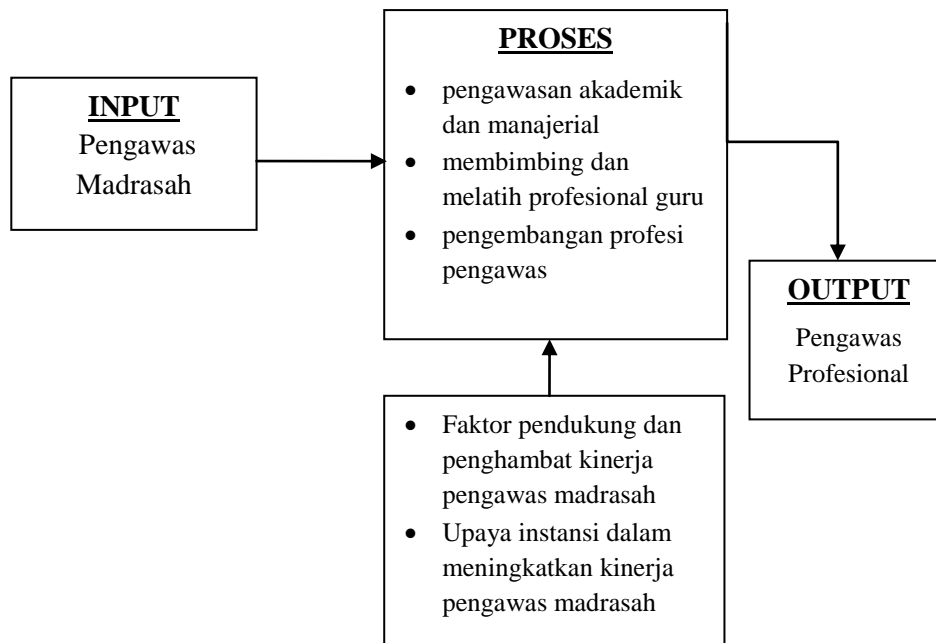 INPUT
Pengawas
Madrasah
PROSES
• pengawasan akademik
dan manajerial
• membimbing dan
melatih profesional guru
• pengembangan profesi
pengawas
OUTPUT
Pengawas
Profesional
• Faktor pendukung dan
penghambat kinerja
pengawas madrasah
• Upaya instansi dalam
meningkatkan kinerja
pengawas madrasah